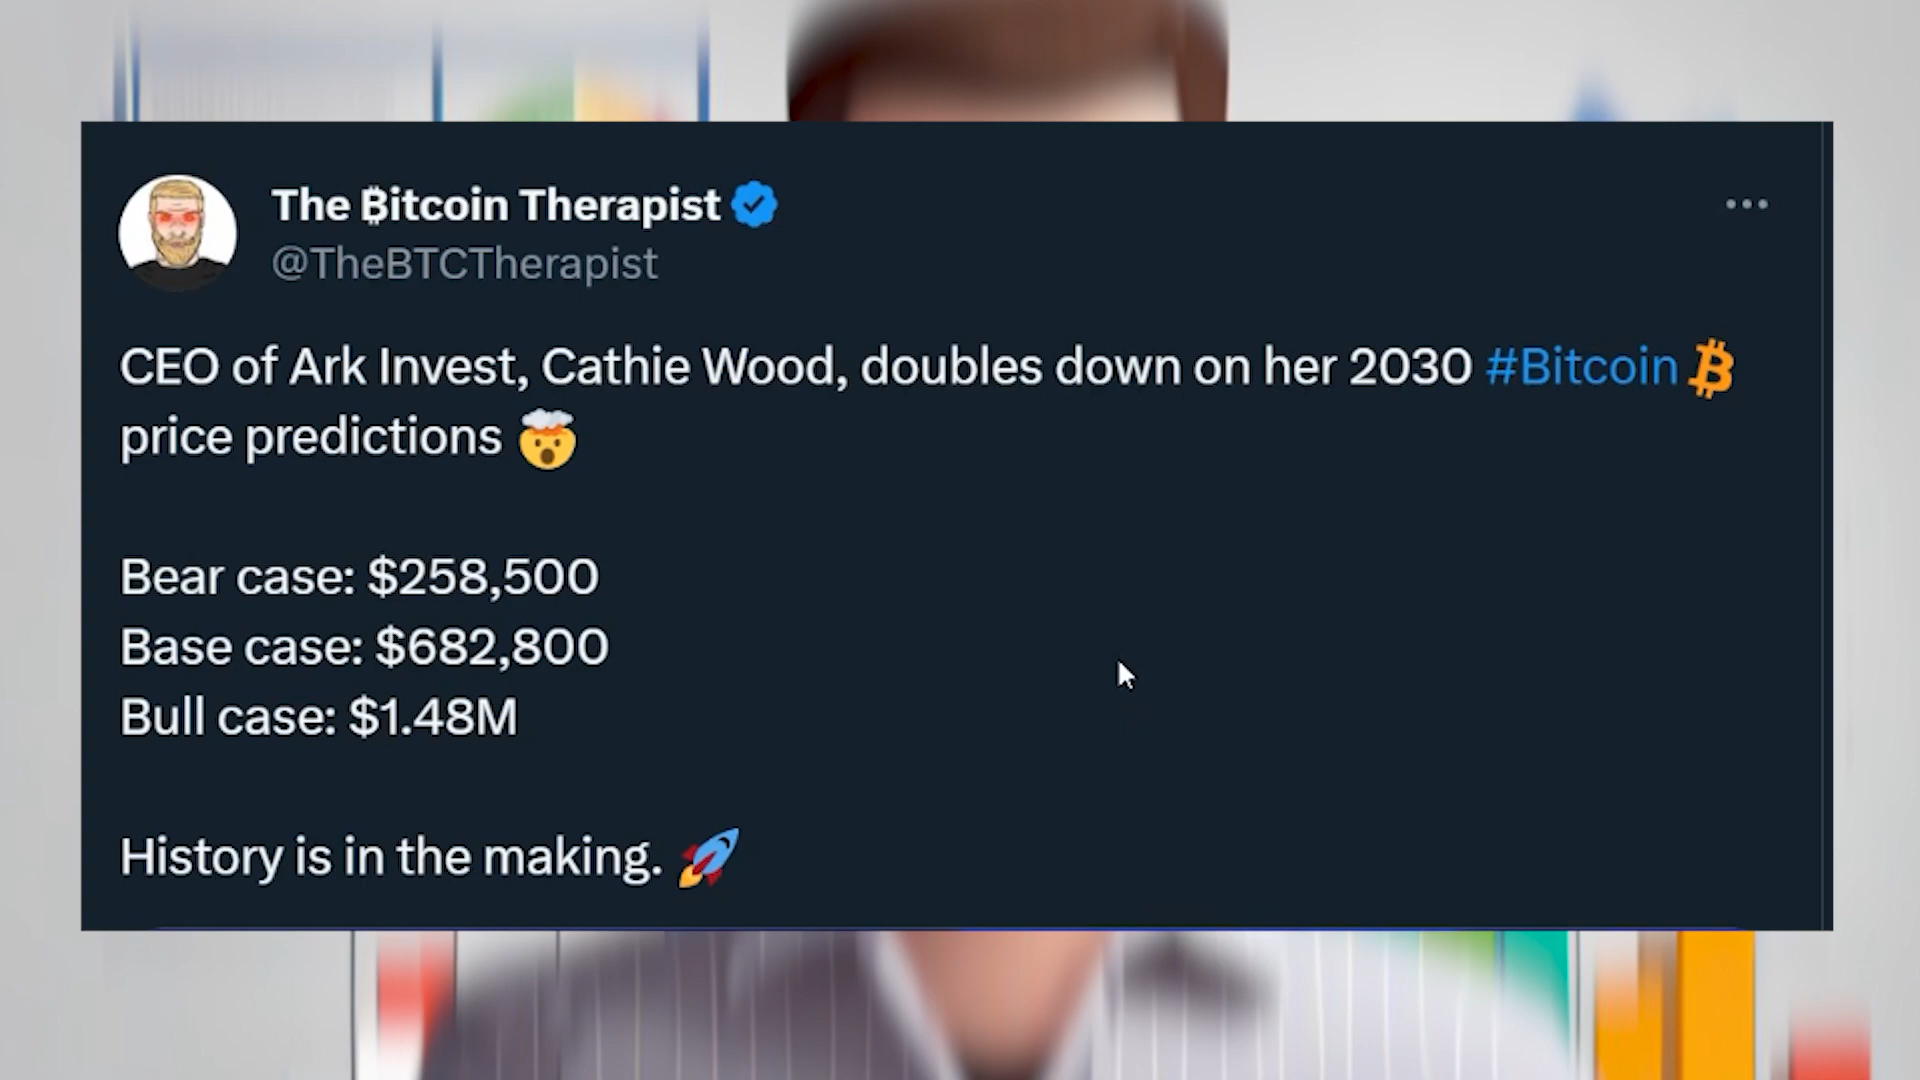 The ₿itcoin Therapist
@TheBTCTherapist
CEO of Ark Invest, Cathie Wood, doubles down on her 2030 #Bitcoin
price predictions 🤯
Bear case: $258,500
Base case: $682,800
Bull case: $1.48M
History is in the making. 🚀